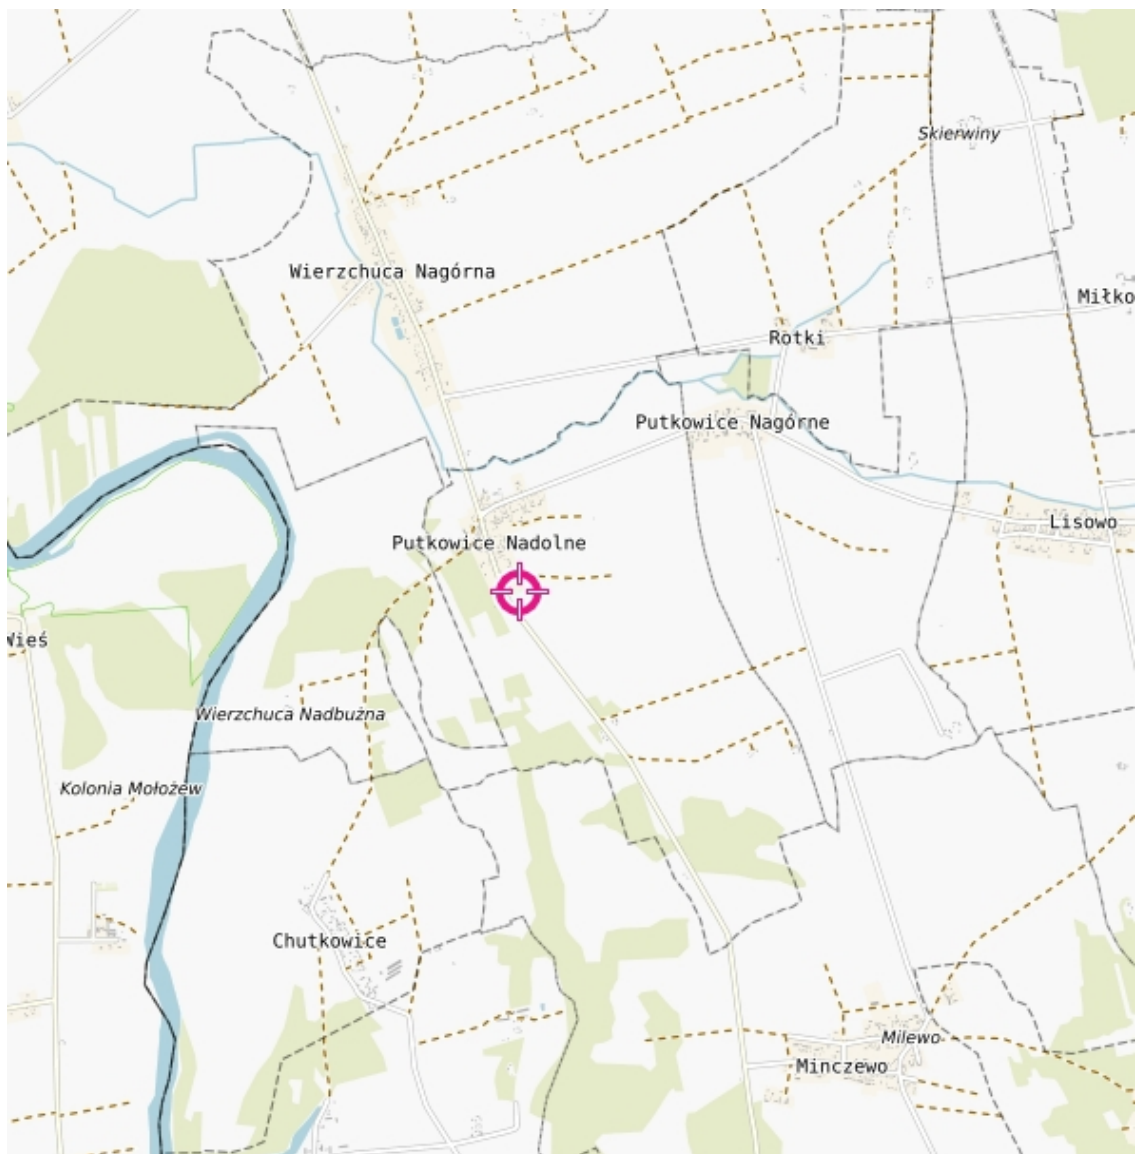 Skierwiny
Wierzchuca Nagórna
Miłko
Rotki
Putkowice Nagórne
Lisowo
Putkowice Nadolne
Wieś
Wierzchuca Nadbużna
Kolonia Mołożew
Chutkowice
Milewo
Minczewo